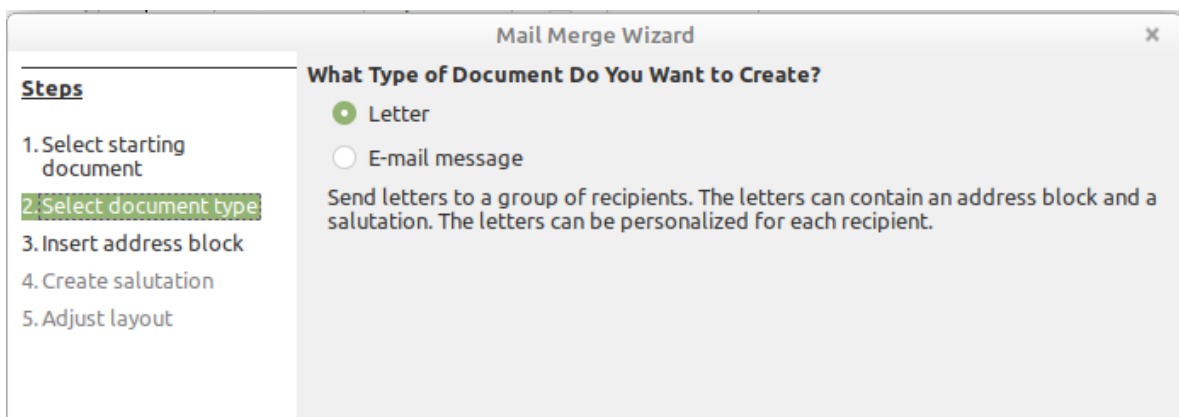 Mail Merge Wizard
Steps
1. Select starting
document
2. Select document type
3. Insert address block
4. Create salutation
5. Adjust layout
What Type of Document Do You Want to Create?
Letter
E-mail message
Send letters to a group of recipients. The letters can contain an address block and a
salutation. The letters can be personalized for each recipient.